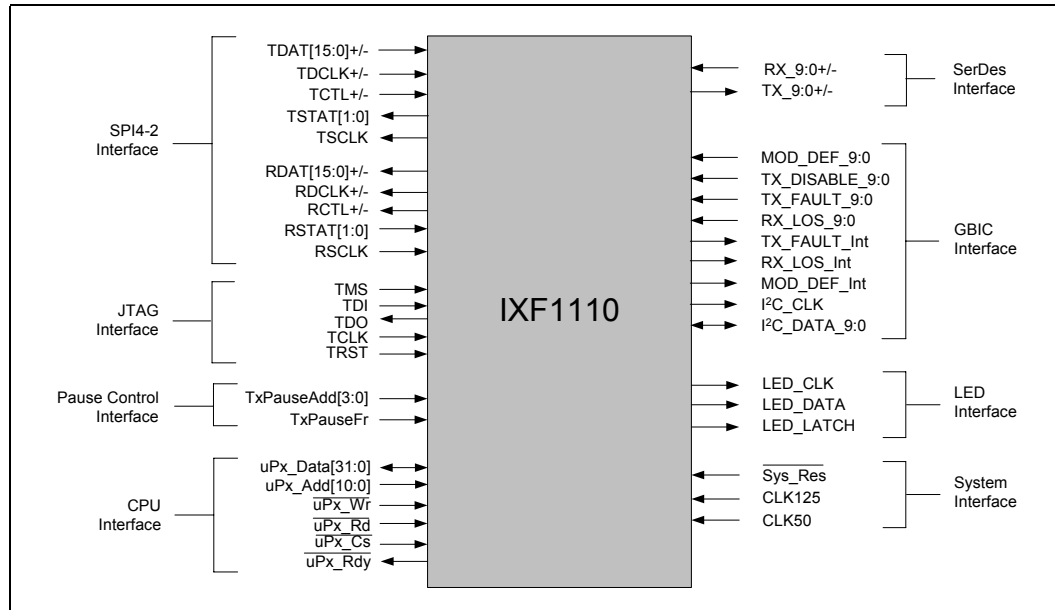 SPI4-2
Interface
TDAT[15:0]+/-
TDCLK+/-
TCTL+/-
TSTAT[1:0]
TSCLK
RDAT[15:0]+/-
RDCLK+/-
RCTL+/-
RSTAT[1:0]
RSCLK
JTAG
Interface
TMS
TDI
TDO
TCLK
TRST
Pause Control
Interface
TxPauseAdd[3:0]
TxPauseFr
CPU
Interface
uPx_Data[31:0]
uPx_Add[10:0]
uPx_Wr
uPx_Rd
uPx_Cs
uPx_Rdy
IXF1110
RX_9:0+/-
TX_9:0+/-
SerDes
Interface
MOD_DEF_9:0
TX_DISABLE_9:0
TX_FAULT_9:0
RX_LOS_9:0
TX_FAULT_Int
RX_LOS_Int
MOD_DEF_Int
I²C_CLK
I²C_DATA_9:0
GBIC
Interface
LED_CLK
LED_DATA
LED_LATCH
LED
Interface
Sys_Res
CLK125
CLK50
System
Interface